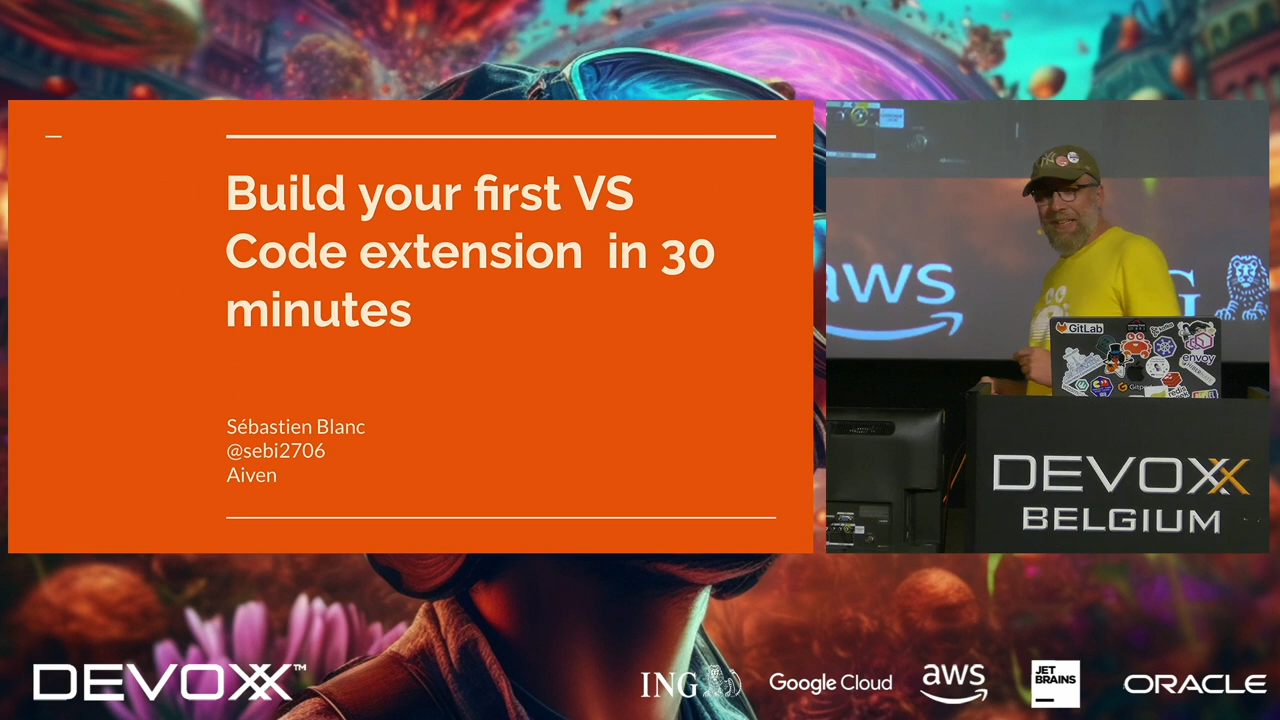 Build your first VS
Code extension in 30
minutes
Sébastien Blanc
@sebi2706
Aiven
aws
GitLab
envoy
DEVOXX
BELGIUM
DEVOXX™
ING
Google Cloud
aws
JET
BRAINS
ORACLE